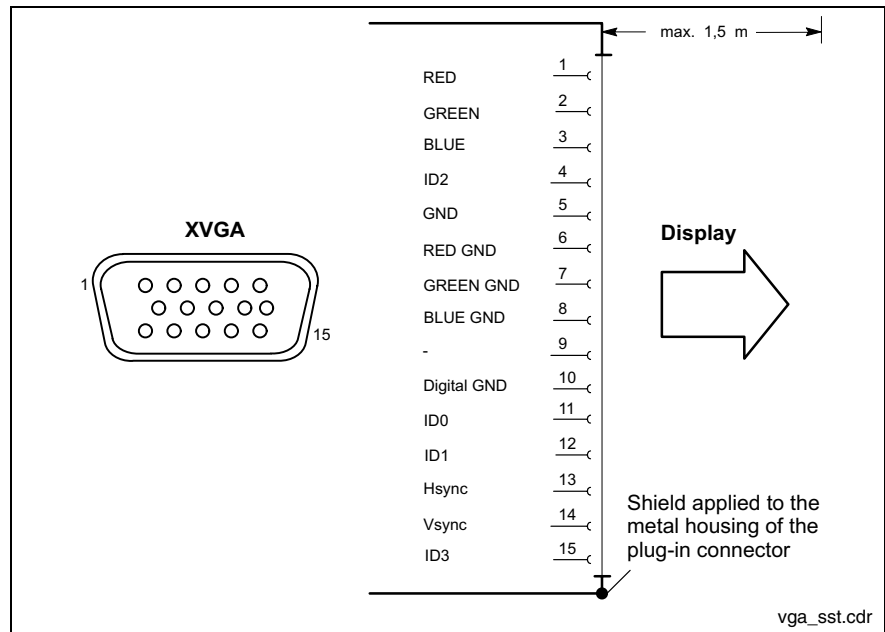 max. 1,5 m
RED 1
GREEN 2
BLUE 3
ID2 4
GND 5
RED GND 6
GREEN GND 7
BLUE GND 8
- 9
Digital GND 10
ID0 11
ID1 12
Hsync 13
Vsync 14
ID3 15
XVGA
1
15
Display
Shield applied to the
metal housing of the
plug-in connector
vga_sst.cdr